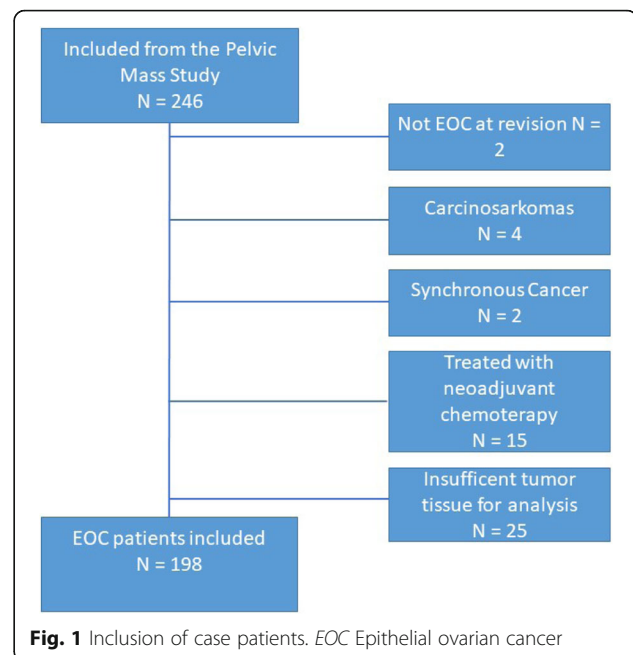 Included from the Pelvic
Mass Study
N = 246
Not EOC at revision N =
2
Carcinosarkomas
N = 4
Synchronous Cancer
N = 2
Treated with
neoadjuvant
chemoterapy
N = 15
Insufficent tumor
tissue for analysis
N = 25
EOC patients included
N = 198
Fig. 1 Inclusion of case patients. EOC Epithelial ovarian cancer